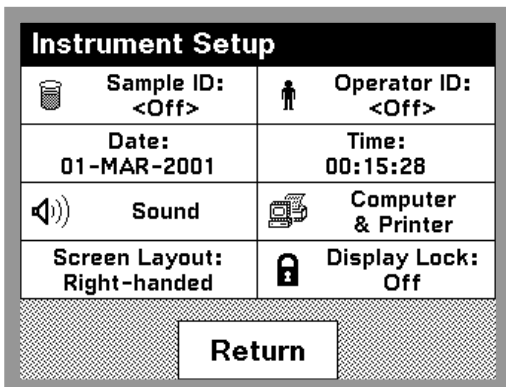 Instrument Setup
Sample ID:
<Off>
Operator ID:
<Off>
Date:
01-MAR-2001
Time:
00:15:28
Sound
Computer
& Printer
Screen Layout:
Right-handed
Display Lock:
Off
Return